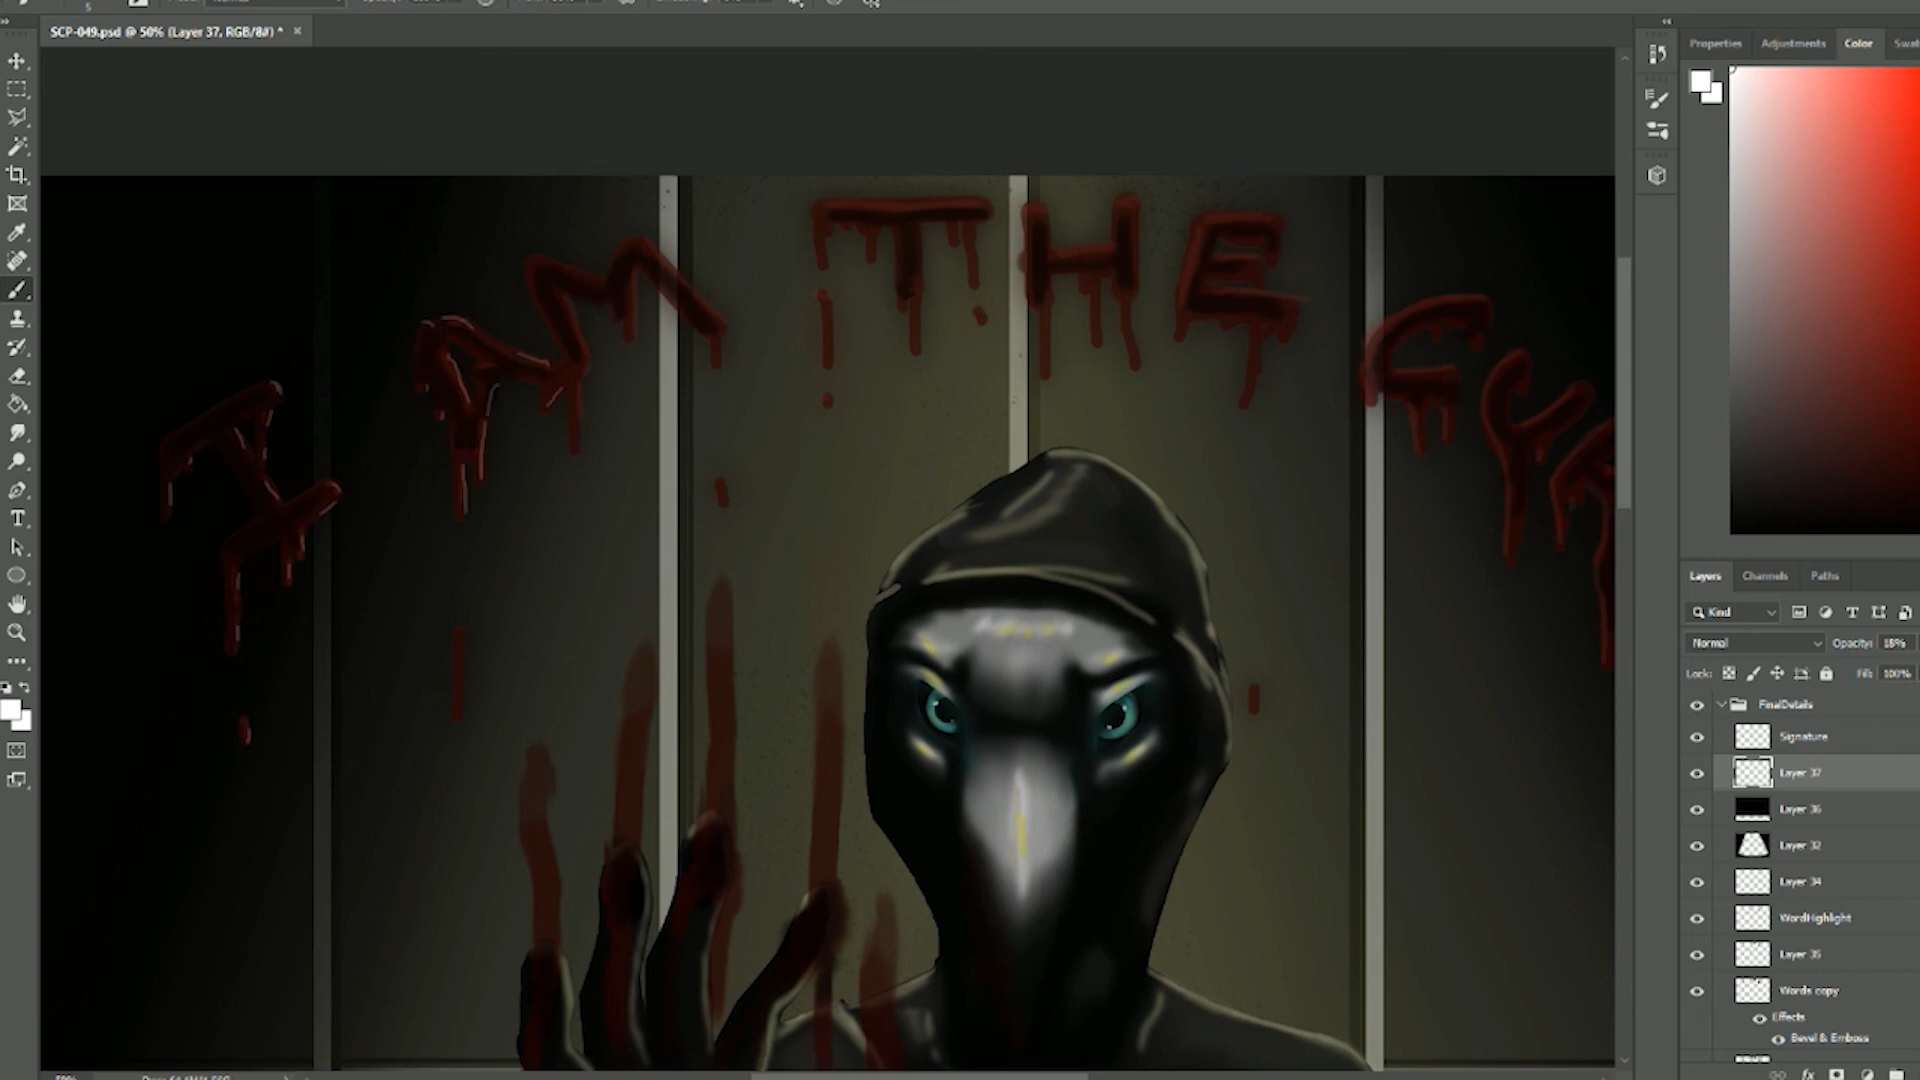 SCP-049.psd @ 50% (Layer 37, RGB/8#) *
Properties
Adjustments
Color
I AM THE CUR
Layers
Channels
Paths
Kind
Normal
Opacity: 18%
Lock:
Fill: 100%
FinalDetails
Signature
Layer 37
Layer 36
Layer 32
Layer 34
WordHighlight
Layer 35
Words copy
Effects
Bevel & Emboss